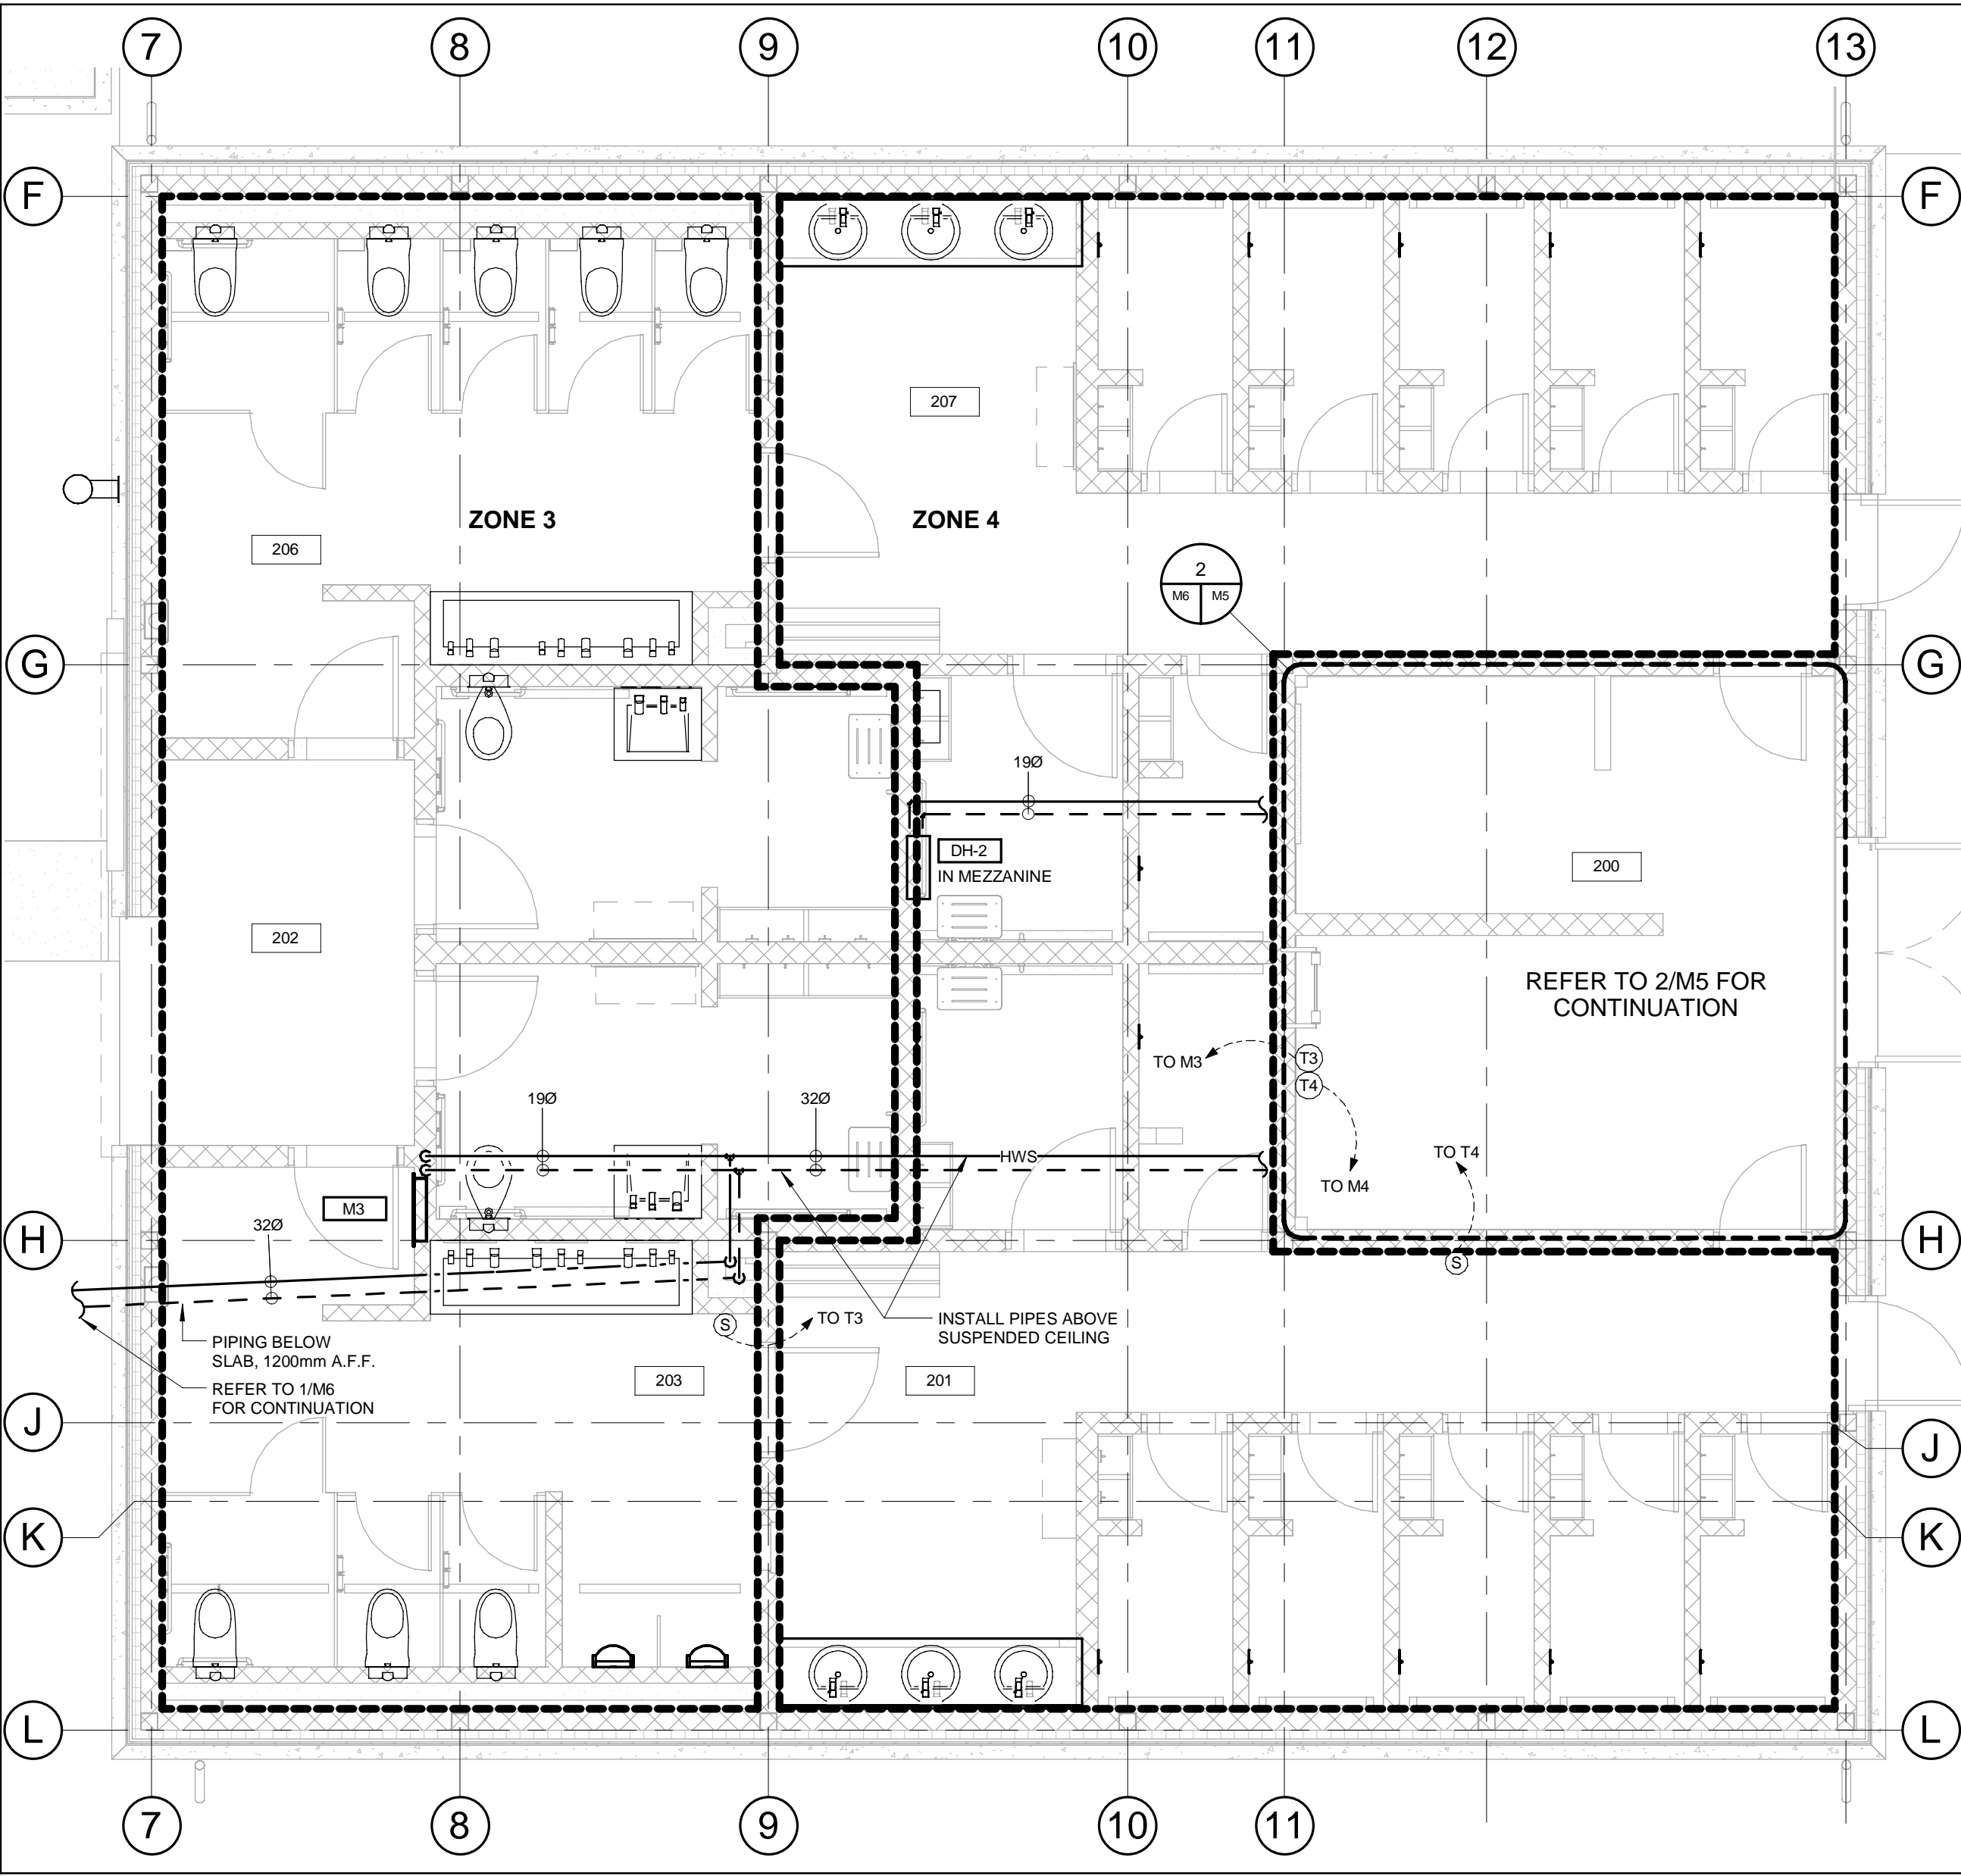 7 8 9 10 11 12 13
F F
207
ZONE 3 ZONE 4
206
2
M6 M5
G G
19Ø
DH-2
IN MEZZANINE
200
202
REFER TO 2/M5 FOR
CONTINUATION
TO M3 T3
T4
19Ø 32Ø
HWS TO T4
TO M4
M3
32Ø
H H
S
S TO T3
INSTALL PIPES ABOVE
SUSPENDED CEILING
PIPING BELOW
SLAB, 1200mm A.F.F.
REFER TO 1/M6
FOR CONTINUATION
203 201
J J
K K
L L
7 8 9 10 11